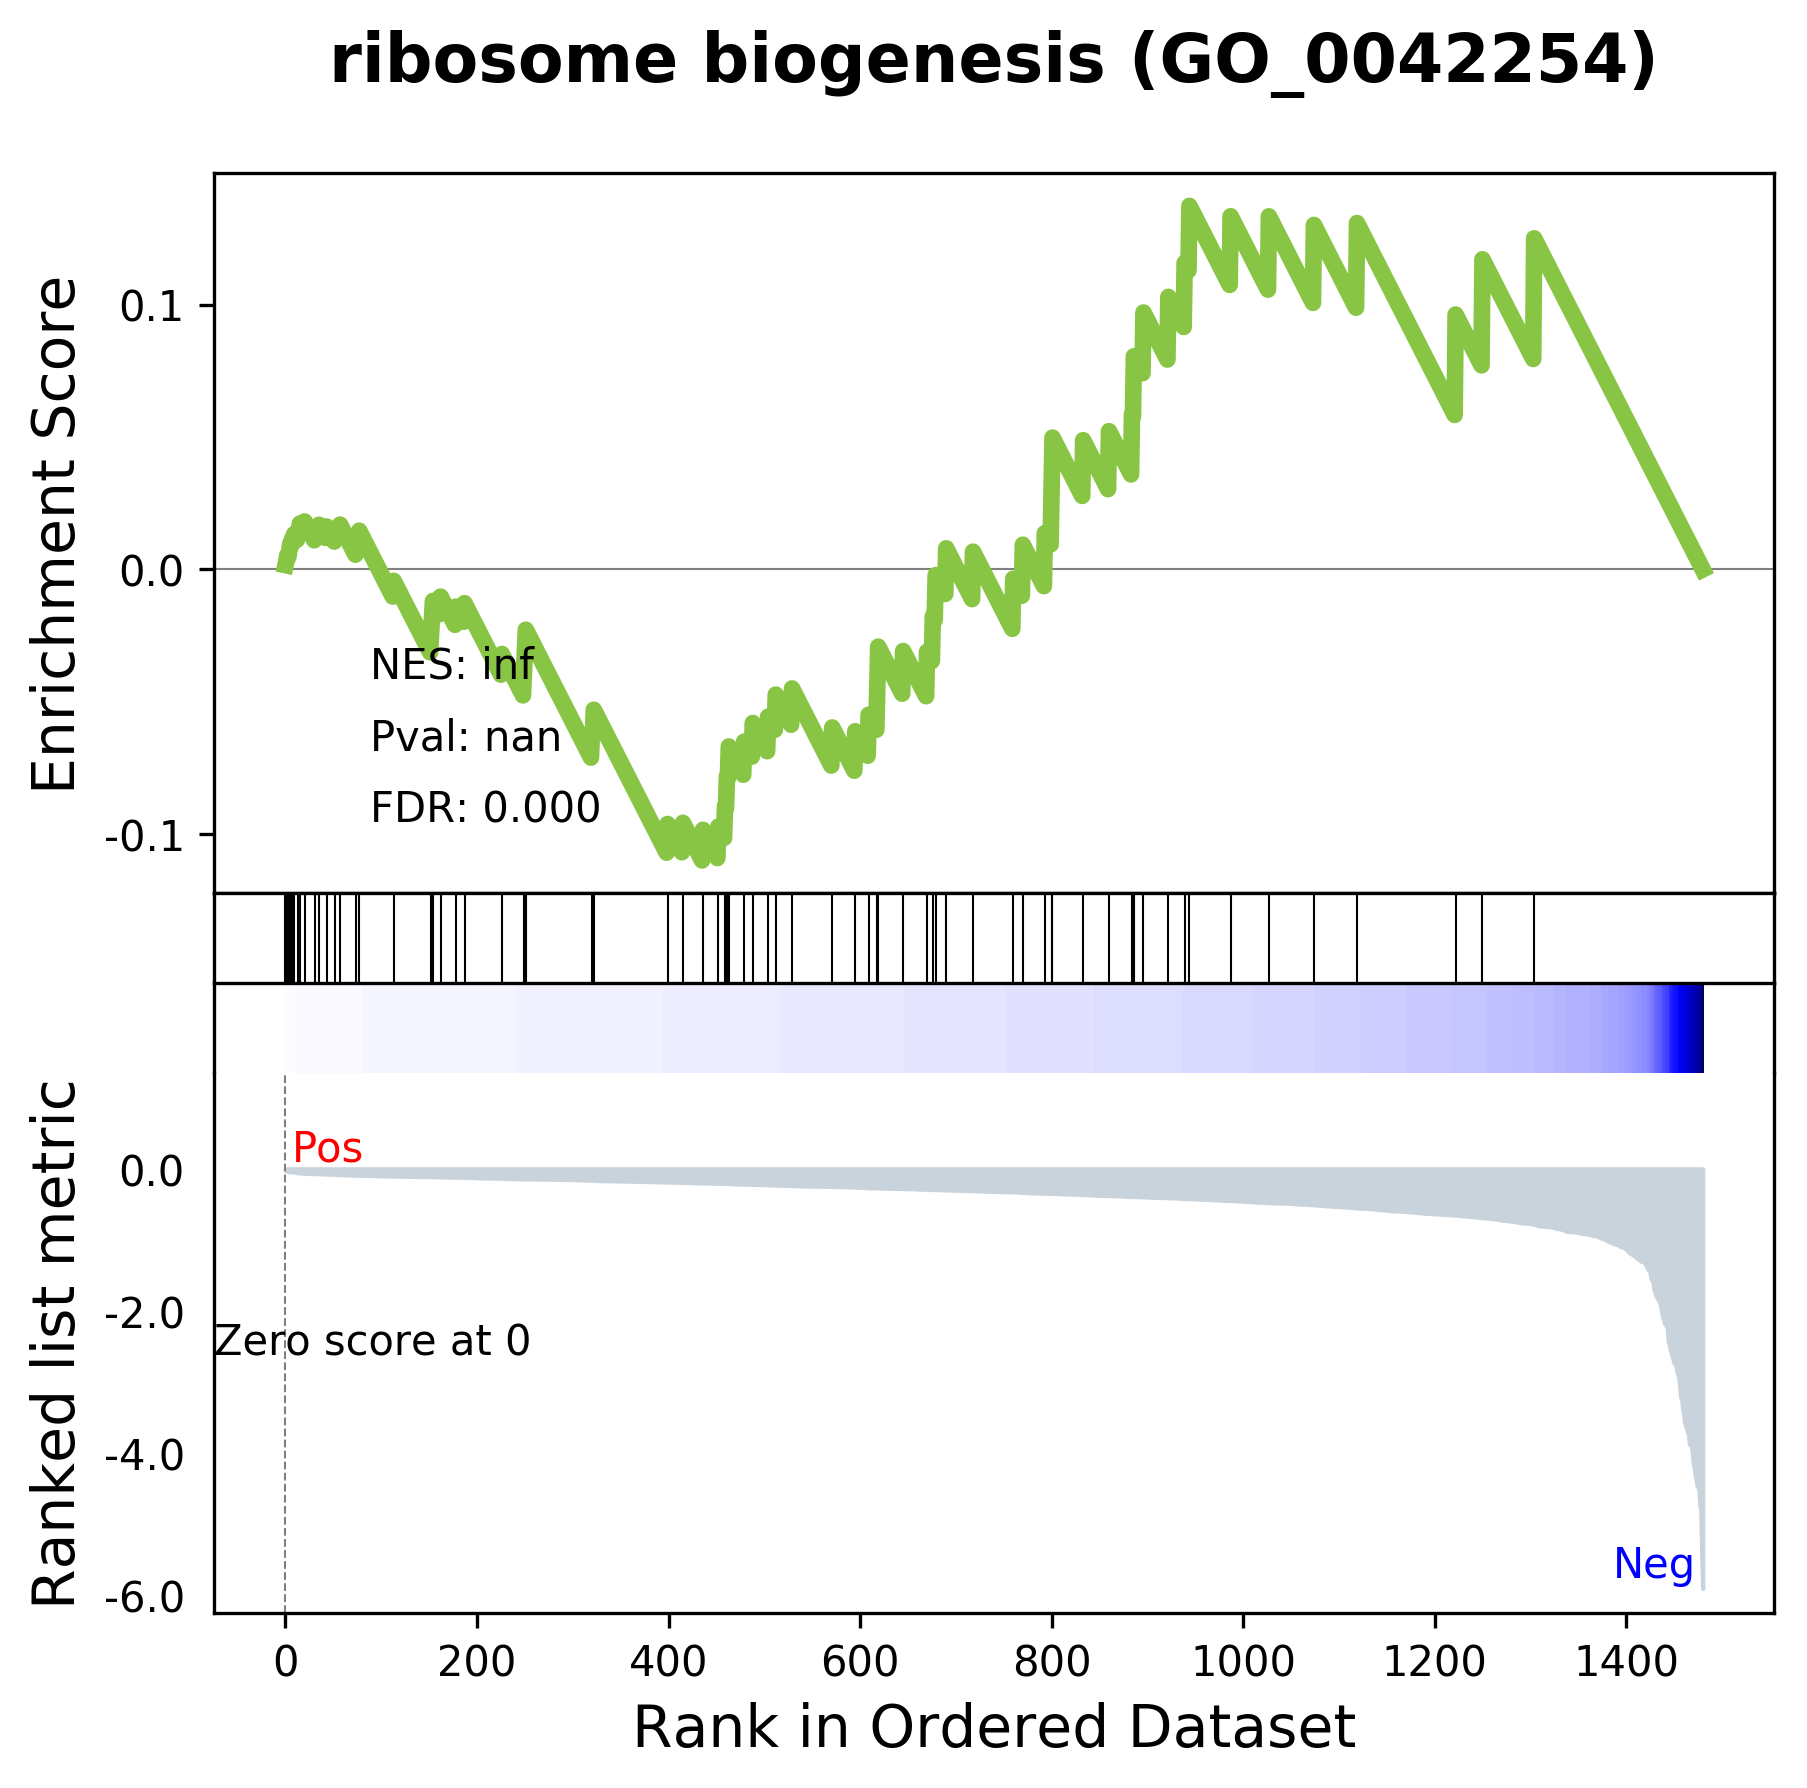 ribosome biogenesis (GO_0042254)
Enrichment Score
0.1
0.0
-0.1
NES: inf
Pval: nan
FDR: 0.000
Ranked list metric
Pos
0.0
-2.0
Zero score at 0
-4.0
Neg
-6.0
0 200 400 600 800 1000 1200 1400
Rank in Ordered Dataset